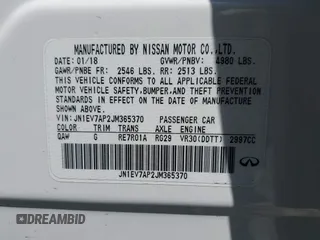 MANUFACTURED BY NISSAN MOTOR CO.,LTD.
DATE: 01/18 GVWR/PNBV: 4980 LBS.
GAWR/PNBE FR: 2546 LBS. RR: 2513 LBS.
THIS VEHICLE CONFORMS TO ALL APPLICABLE FEDERAL
MOTOR VEHICLE SAFETY,BUMPER,AND THEFT PREVENTION
STANDARDS IN EFFECT ON THE DATE OF MANUFACTURE
SHOWN ABOVE.
VIN:JN1EV7AP2JM365370 PASSENGER CAR
COLOR TRIM TRANS AXLE ENGINE
QAW G RE7R01A RG29 VR30(DDTT) 2997CC
JN1EV7AP2JM365370
INFINITI
DREAMBID